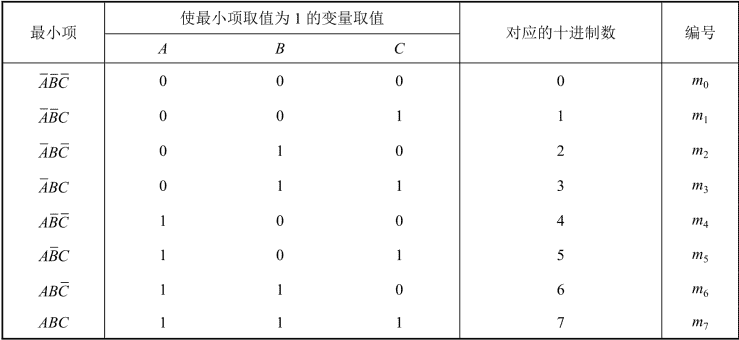 最小项 使最小项取值为 1 的变量取值 对应的十进制数 编号
A B C
A̅B̅C̅ 0 0 0 0 m₀
A̅B̅C 0 0 1 1 m₁
A̅BC̅ 0 1 0 2 m₂
A̅BC 0 1 1 3 m₃
AB̅C̅ 1 0 0 4 m₄
AB̅C 1 0 1 5 m₅
ABC̅ 1 1 0 6 m₆
ABC 1 1 1 7 m₇